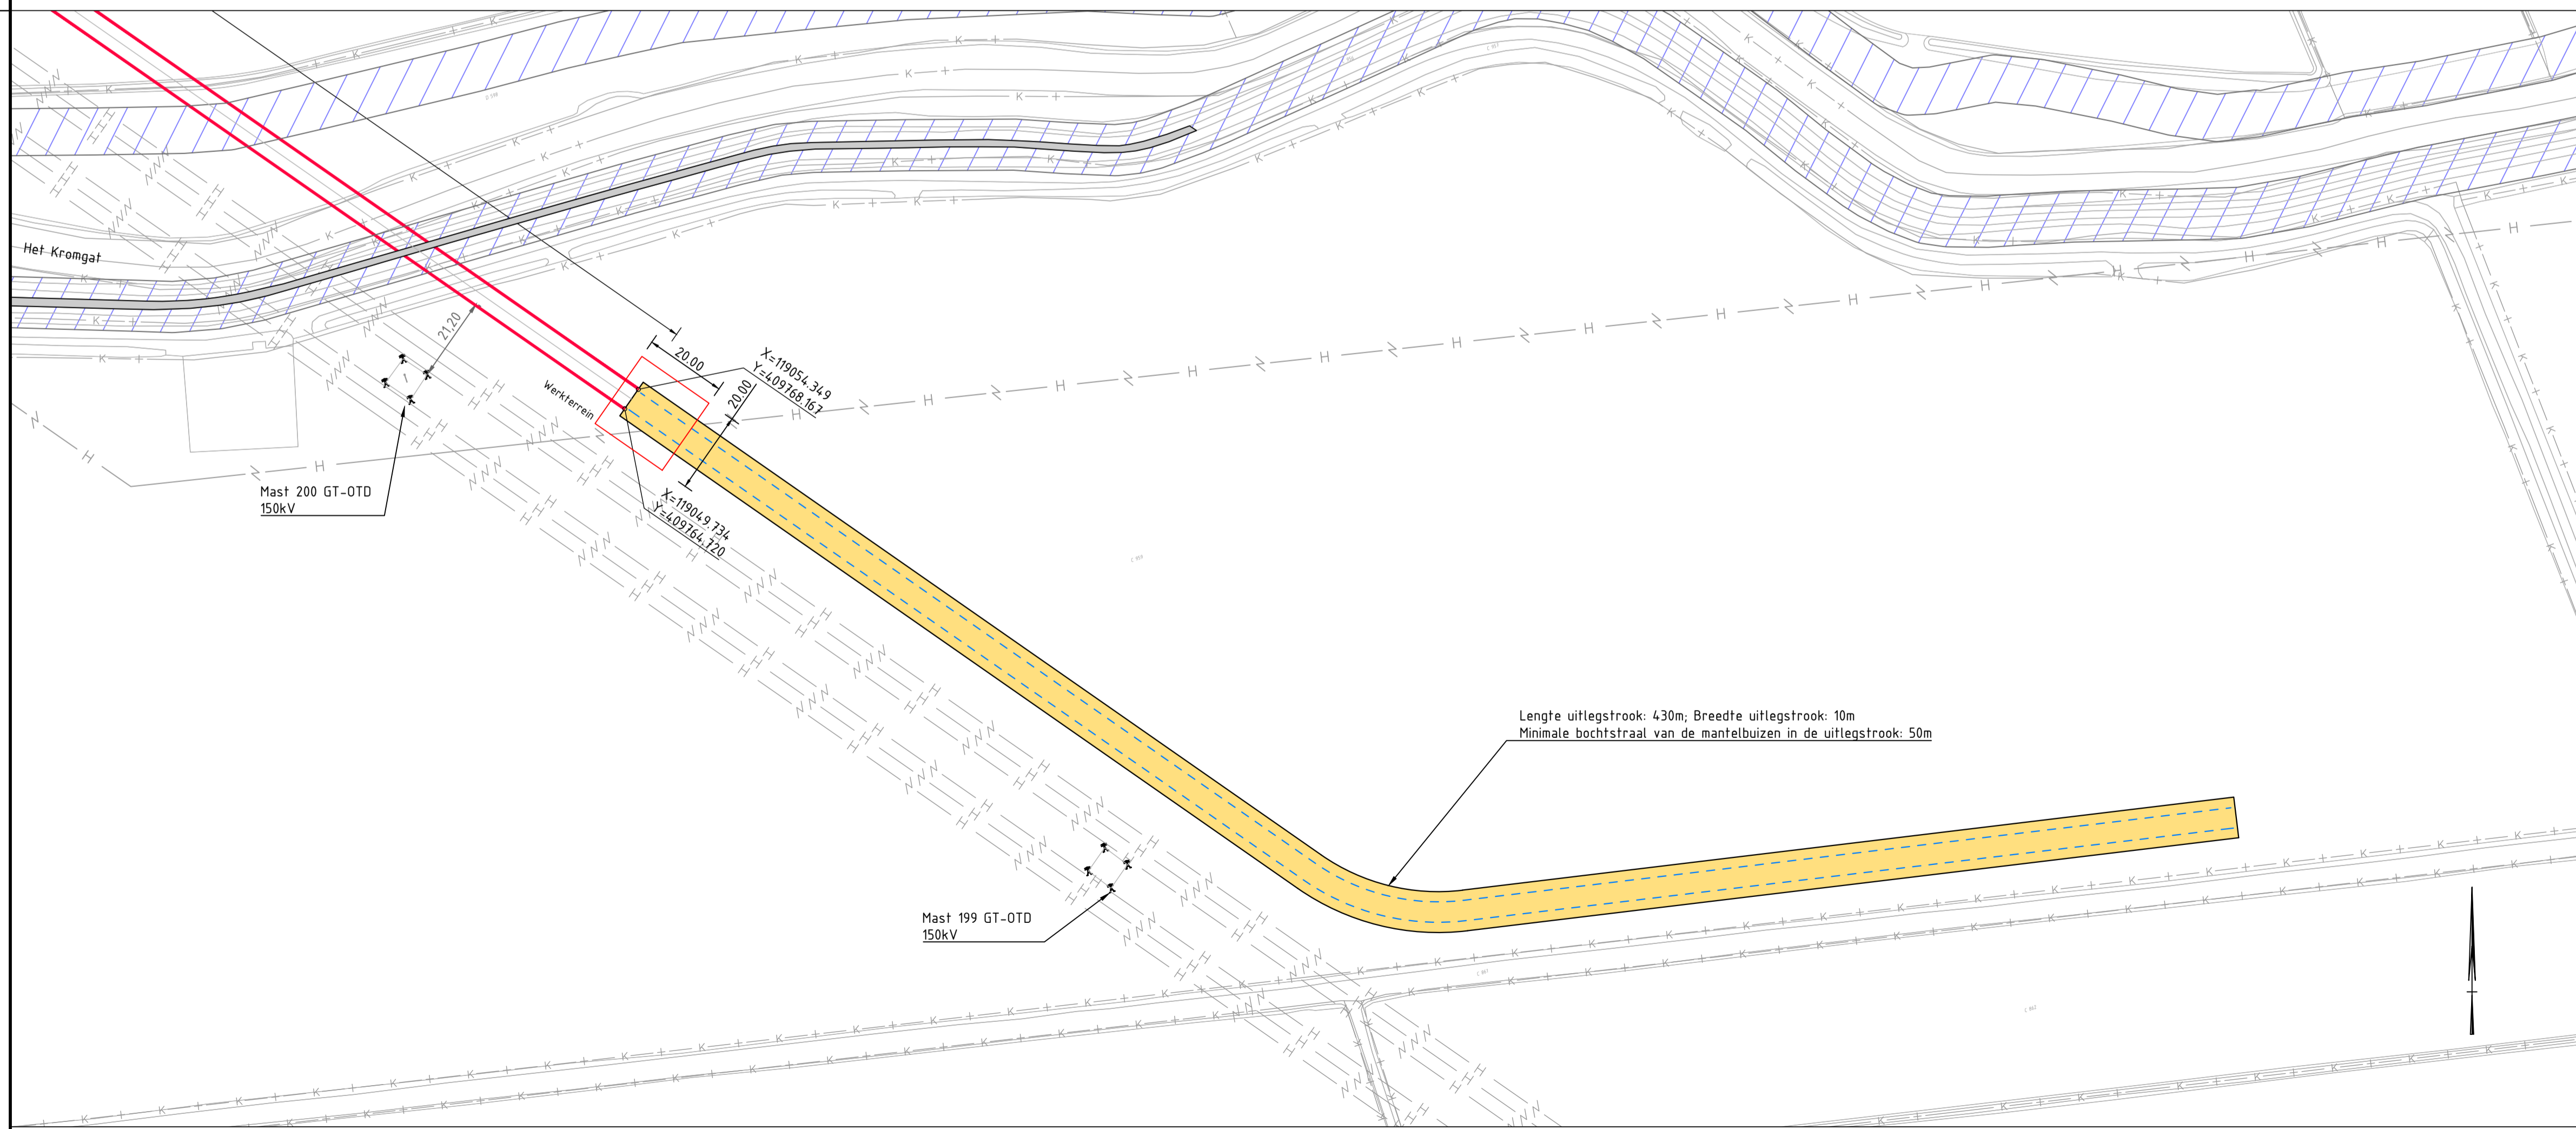 Het Kromgat
21,20
20.00
X=119054.349
Y=409768.167
20.00
Werkterrein
Mast 200 GT-OTD
150kV
X=119049.734
Y=409764.720
Lengte uitlegstrook: 430m; Breedte uitlegstrook: 10m
Minimale bochtstraal van de mantelbuizen in de uitlegstrook: 50m
Mast 199 GT-OTD
150kV